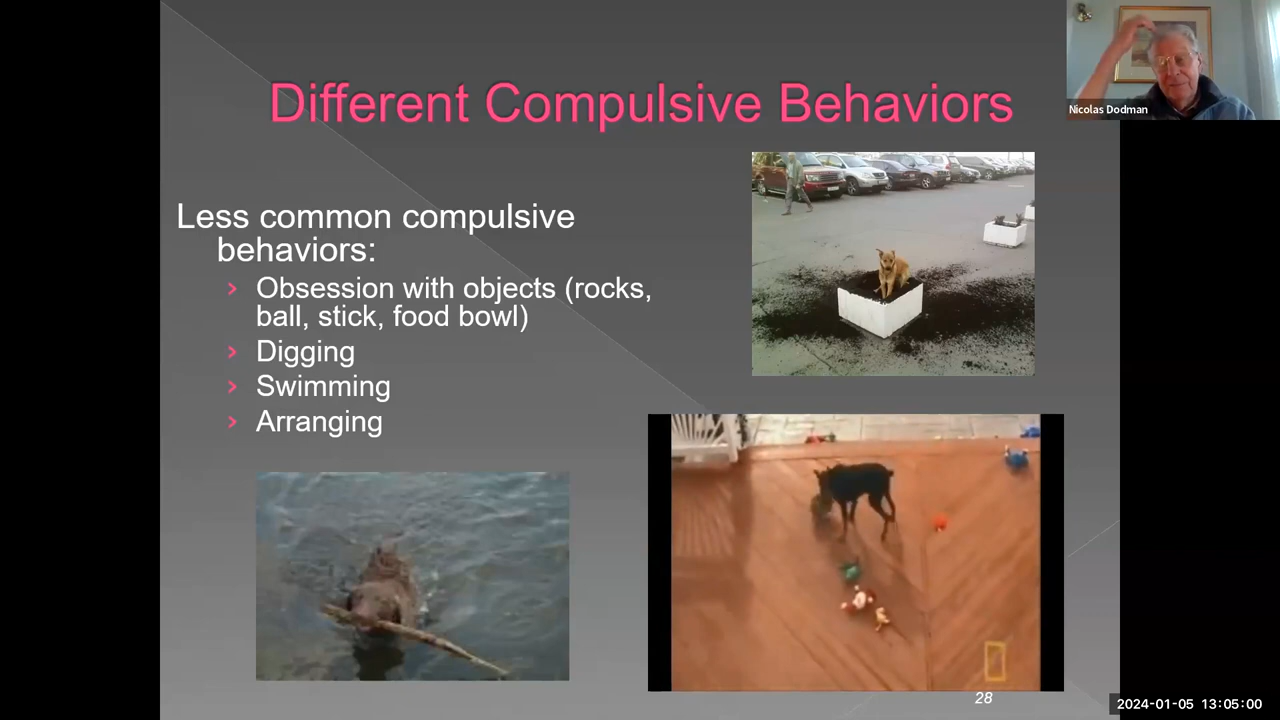 Different Compulsive Behaviors
Nicolas Dodman
Less common compulsive
behaviors:
› Obsession with objects (rocks,
ball, stick, food bowl)
› Digging
› Swimming
› Arranging
28
2024-01-05 13:05:00